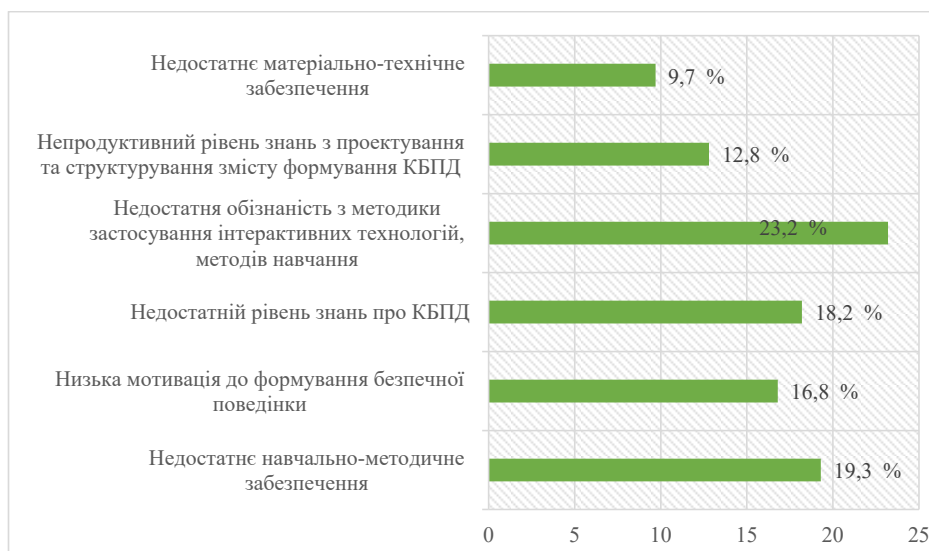 Недостатнє матеріально-технічне
забезпечення
9,7 %
Непродуктивний рівень знань з проектування
та структурування змісту формування КБПД
12,8 %
Недостатня обізнаність з методики
застосування інтерактивних технологій,
методів навчання
23,2 %
Недостатній рівень знань про КБПД
18,2 %
Низька мотивація до формування безпечної
поведінки
16,8 %
Недостатнє навчально-методичне
забезпечення
19,3 %
0 5 10 15 20 25